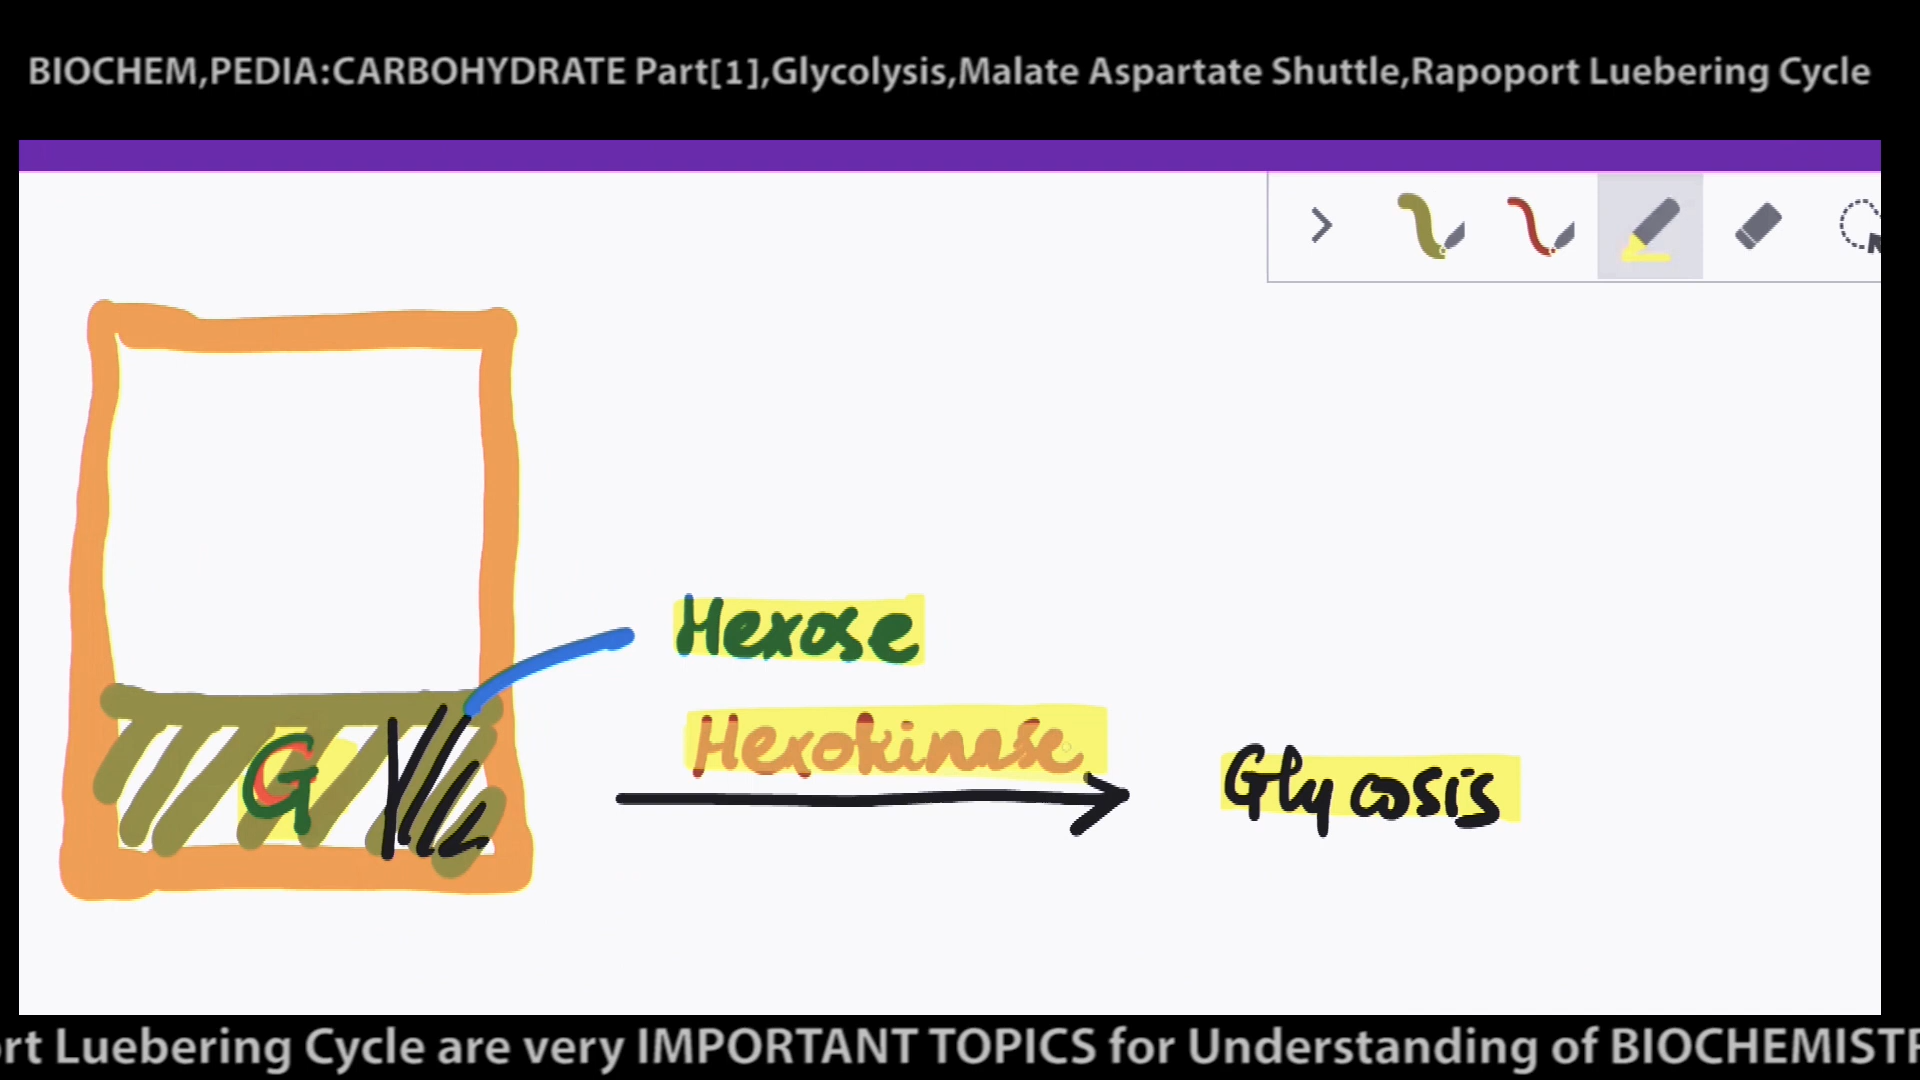 BIOCHEM,PEDIA:CARBOHYDRATE Part[1],Glycolysis,Malate Aspartate Shuttle,Rapoport Luebering Cycle
Hexose
Hexokinase
G
Glycosis
rt Luebering Cycle are very IMPORTANT TOPICS for Understanding of BIOCHEMISTR